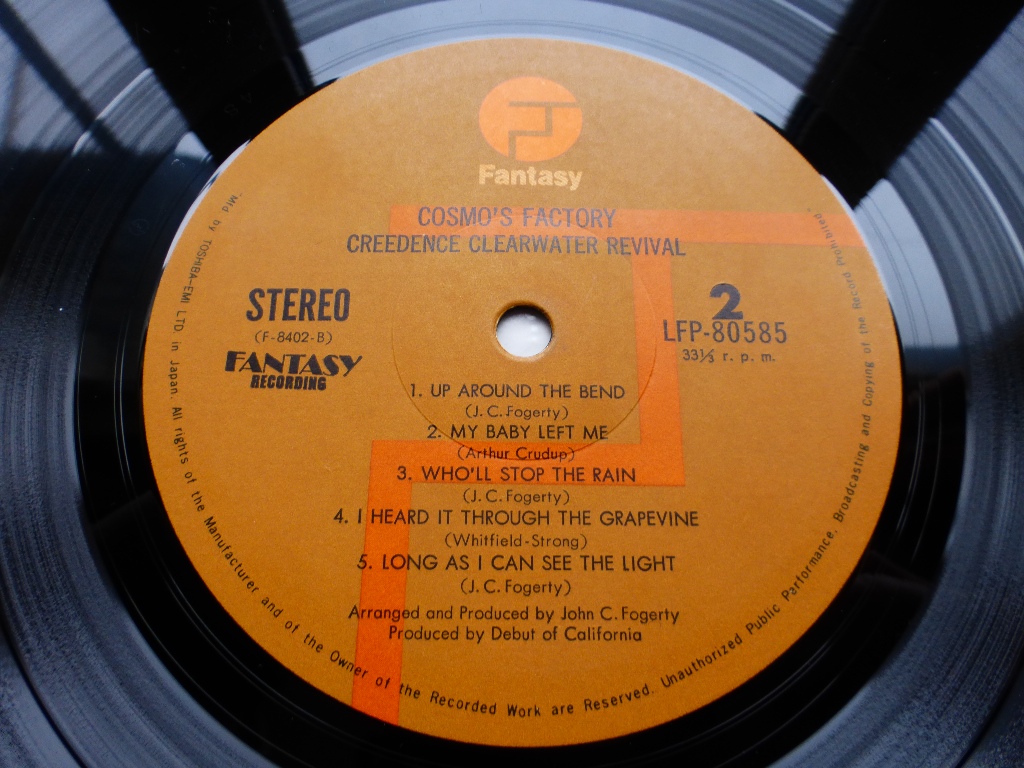 Fantasy
COSMO'S FACTORY
CREEDENCE CLEARWATER REVIVAL
STEREO
(F-8402-B)
FANTASY
RECORDING
2
LFP-80585
33⅓ r. p. m.
1. UP AROUND THE BEND
(J. C. Fogerty)
2. MY BABY LEFT ME
(Arthur Crudup)
3. WHO'LL STOP THE RAIN
(J. C. Fogerty)
4. I HEARD IT THROUGH THE GRAPEVINE
(Whitfield-Strong)
5. LONG AS I CAN SEE THE LIGHT
(J. C. Fogerty)
Arranged and Produced by John C. Fogerty
Produced by Debut of California
"Mfd by TOSHIBA-EMI LTD in Japan. All rights of the Manufacturer and of the Owner of the Recorded Work are Reserved. Unauthorized Public Parformance, Broadcasting and Copying of the Record Prohibited"